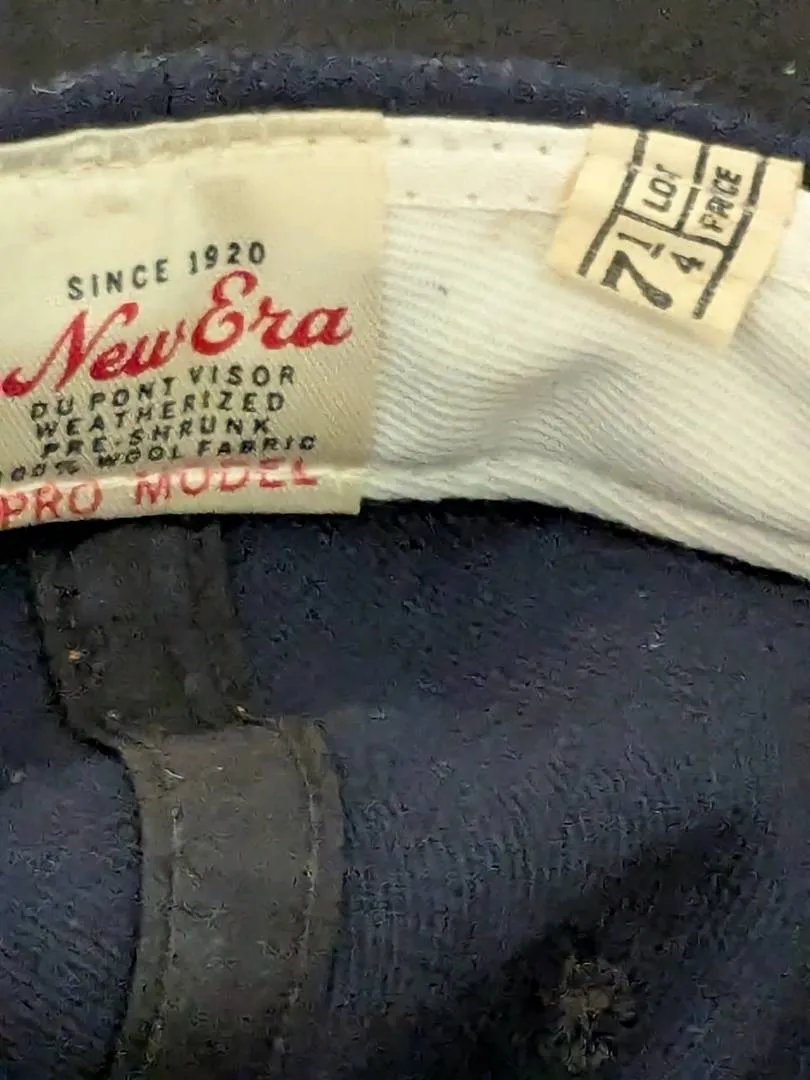 SINCE 1920
New Era
DU PONT VISOR
WEATHERIZED
PRE-SHRUNK
100% WOOL FABRIC
PRO MODEL
7 1/4
LOT
PRICE